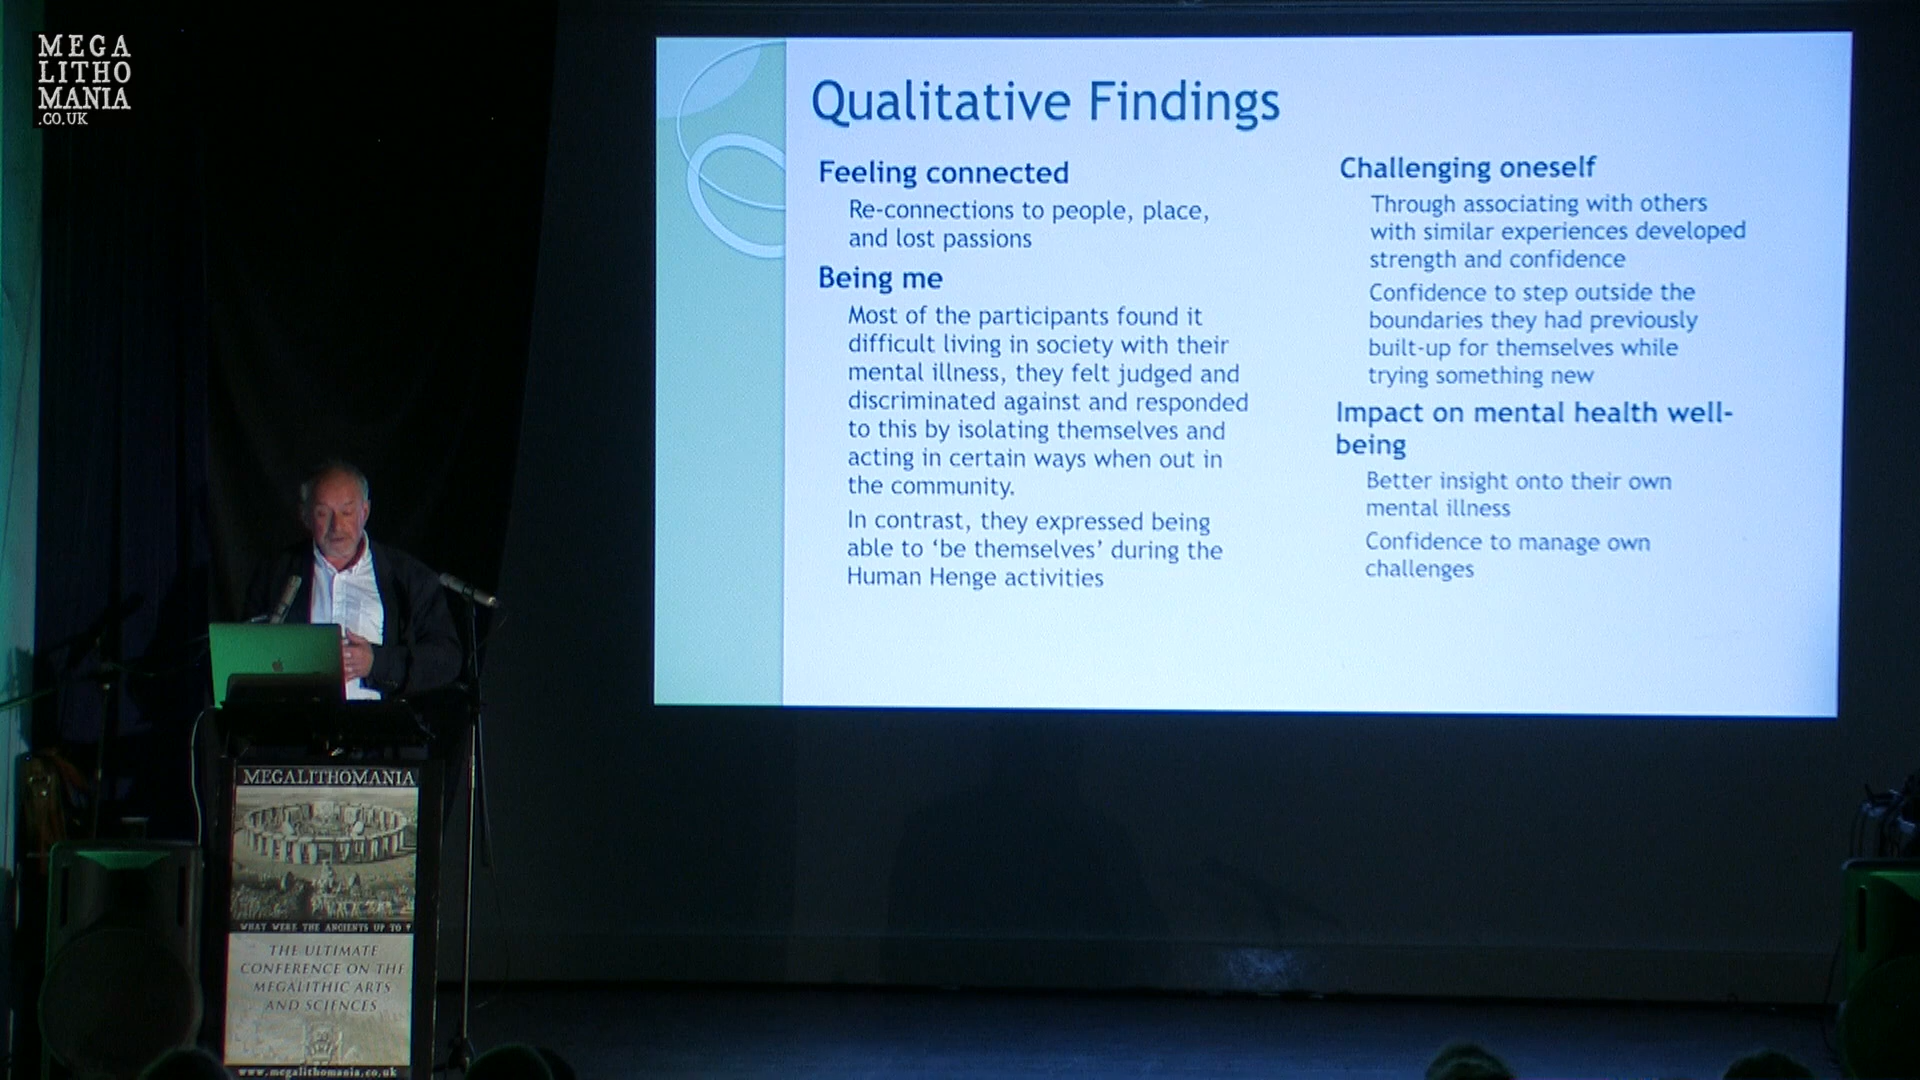 MEGA
LITHO
MANIA
.CO.UK
Qualitative Findings
Feeling connected
Re-connections to people, place,
and lost passions
Being me
Most of the participants found it
difficult living in society with their
mental illness, they felt judged and
discriminated against and responded
to this by isolating themselves and
acting in certain ways when out in
the community.
In contrast, they expressed being
able to ‘be themselves’ during the
Human Henge activities
Challenging oneself
Through associating with others
with similar experiences developed
strength and confidence
Confidence to step outside the
boundaries they had previously
built-up for themselves while
trying something new
Impact on mental health well-
being
Better insight onto their own
mental illness
Confidence to manage own
challenges
MEGALITHOMANIA
WHAT WERE THE ANCIENTS UP TO ?
THE ULTIMATE
CONFERENCE ON THE
MEGALITHIC ARTS
AND SCIENCES
www.megalithomania.co.uk